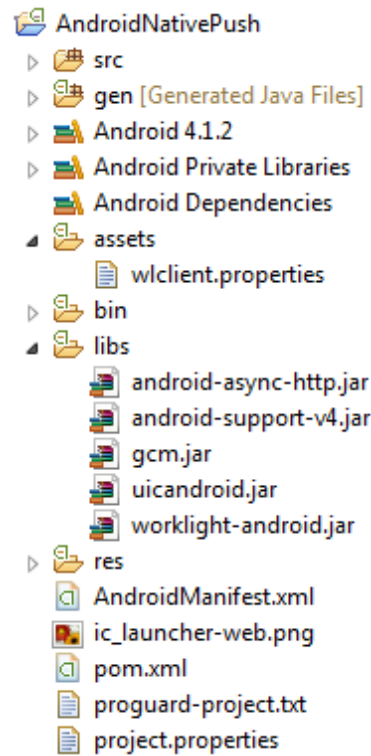 AndroidNativePush
src
gen [Generated Java Files]
Android 4.1.2
Android Private Libraries
Android Dependencies
assets
wlclient.properties
bin
libs
android-async-http.jar
android-support-v4.jar
gcm.jar
uicandroid.jar
worklight-android.jar
res
AndroidManifest.xml
ic_launcher-web.png
pom.xml
proguard-project.txt
project.properties